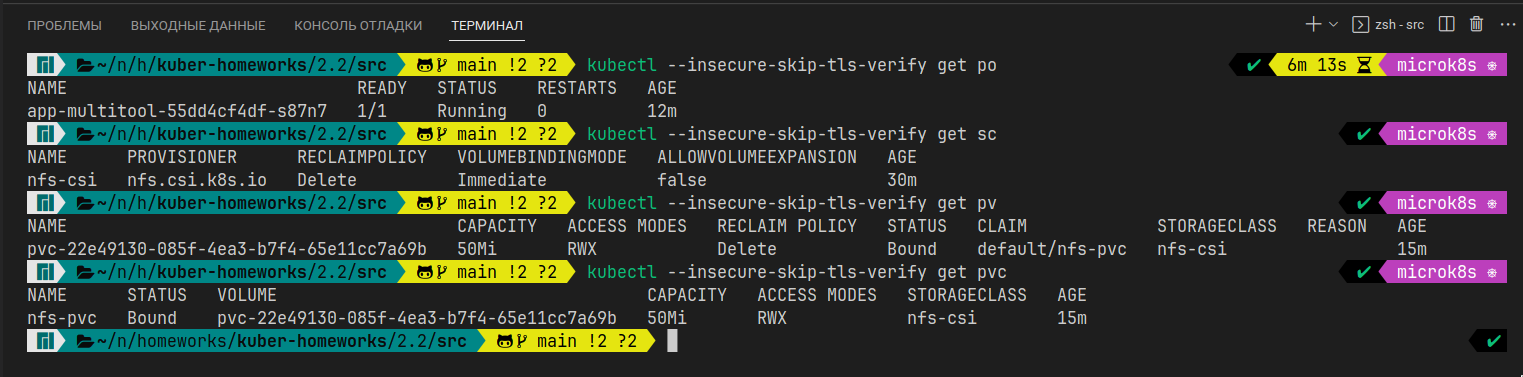 ПРОБЛЕМЫ ВЫХОДНЫЕ ДАННЫЕ КОНСОЛЬ ОТЛАДКИ ТЕРМИНАЛ zsh - src
~/n/h/kuber-homeworks/2.2/src main !2 ?2 kubectl --insecure-skip-tls-verify get po ✔ 6m 13s microk8s
NAME READY STATUS RESTARTS AGE
app-multitool-55dd4cf4df-s87n7 1/1 Running 0 12m
~/n/h/kuber-homeworks/2.2/src main !2 ?2 kubectl --insecure-skip-tls-verify get sc ✔ microk8s
NAME PROVISIONER RECLAIMPOLICY VOLUMEBINDINGMODE ALLOWVOLUMEEXPANSION AGE
nfs-csi nfs.csi.k8s.io Delete Immediate false 30m
~/n/h/kuber-homeworks/2.2/src main !2 ?2 kubectl --insecure-skip-tls-verify get pv ✔ microk8s
NAME CAPACITY ACCESS MODES RECLAIM POLICY STATUS CLAIM STORAGECLASS REASON AGE
pvc-22e49130-085f-4ea3-b7f4-65e11cc7a69b 50Mi RWX Delete Bound default/nfs-pvc nfs-csi 15m
~/n/h/kuber-homeworks/2.2/src main !2 ?2 kubectl --insecure-skip-tls-verify get pvc ✔ microk8s
NAME STATUS VOLUME CAPACITY ACCESS MODES STORAGECLASS AGE
nfs-pvc Bound pvc-22e49130-085f-4ea3-b7f4-65e11cc7a69b 50Mi RWX nfs-csi 15m
~/n/homeworks/kuber-homeworks/2.2/src main !2 ?2 ✔